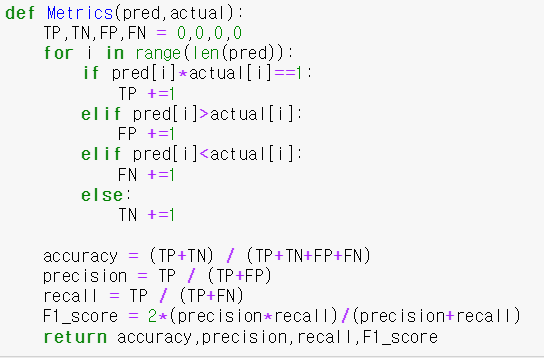 def Metrics(pred,actual):
    TP,TN,FP,FN = 0,0,0,0
    for i in range(len(pred)):
        if pred[i]*actual[i]==1:
            TP +=1
        elif pred[i]>actual[i]:
            FP +=1
        elif pred[i]<actual[i]:
            FN +=1
        else:
            TN +=1

    accuracy = (TP+TN) / (TP+TN+FP+FN)
    precision = TP / (TP+FP)
    recall = TP / (TP+FN)
    F1_score = 2*(precision*recall)/(precision+recall)
    return accuracy,precision,recall,F1_score